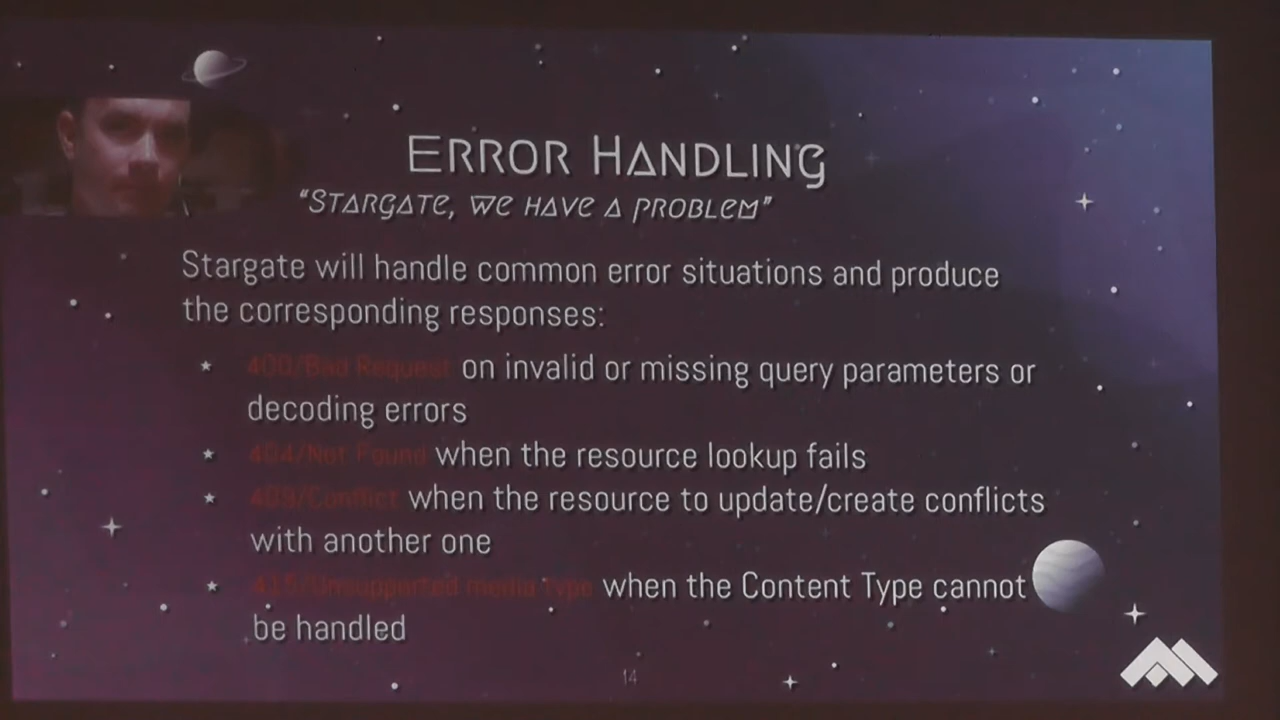 Error Handling
"Stargate, we have a problem"
Stargate will handle common error situations and produce
the corresponding responses:
★ 400/Bad Request on invalid or missing query parameters or
decoding errors
★ 404/Not Found when the resource lookup fails
★ 409/Conflict when the resource to update/create conflicts
with another one
★ 415/Unsupported media type when the Content Type cannot
be handled
14